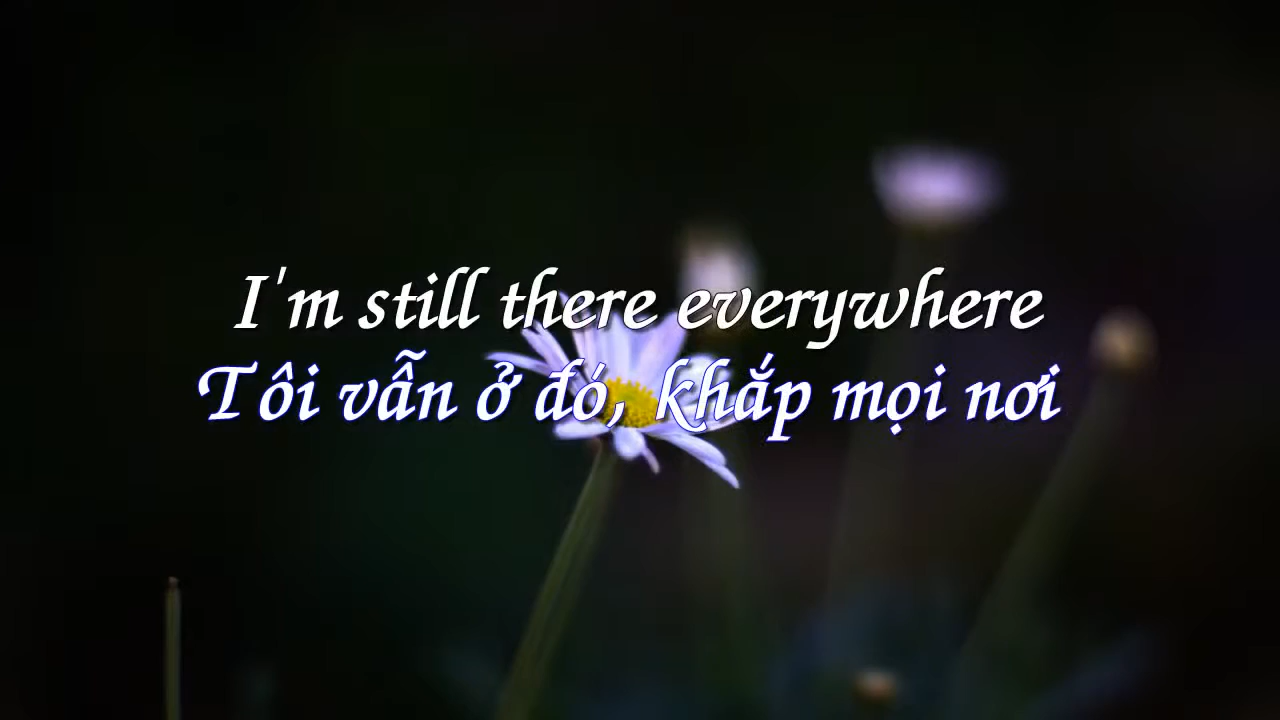 I'm still there everywhere
Tôi vẫn ở đó, khắp mọi nơi